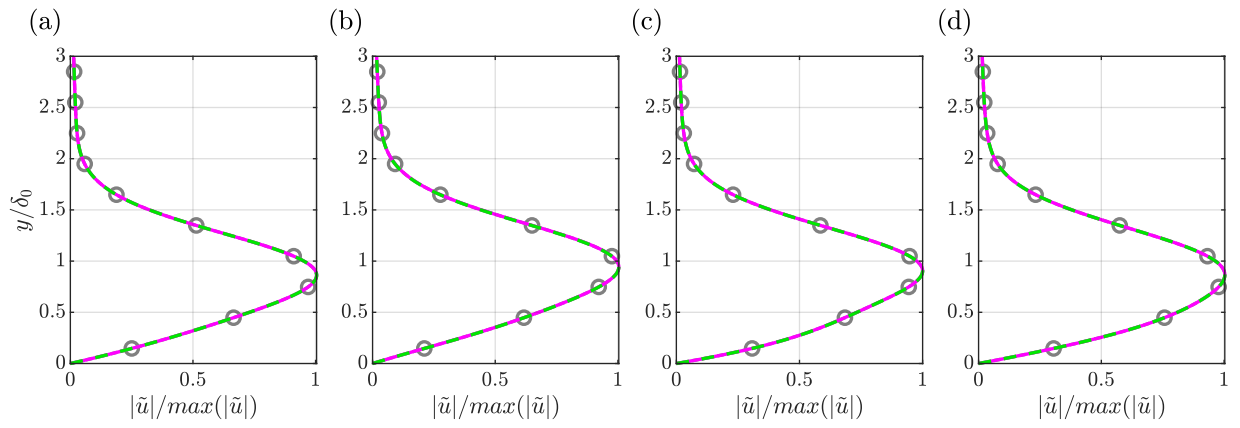 (a) (b) (c) (d)
3 3 3 3
2.5 2.5 2.5 2.5
2 2 2 2
y/δ₀
1.5 1.5 1.5 1.5
1 1 1 1
0.5 0.5 0.5 0.5
0 0 0 0
0 0.5 1 0 0.5 1 0 0.5 1 0 0.5 1
|ũ|/max(|ũ|) |ũ|/max(|ũ|) |ũ|/max(|ũ|) |ũ|/max(|ũ|)